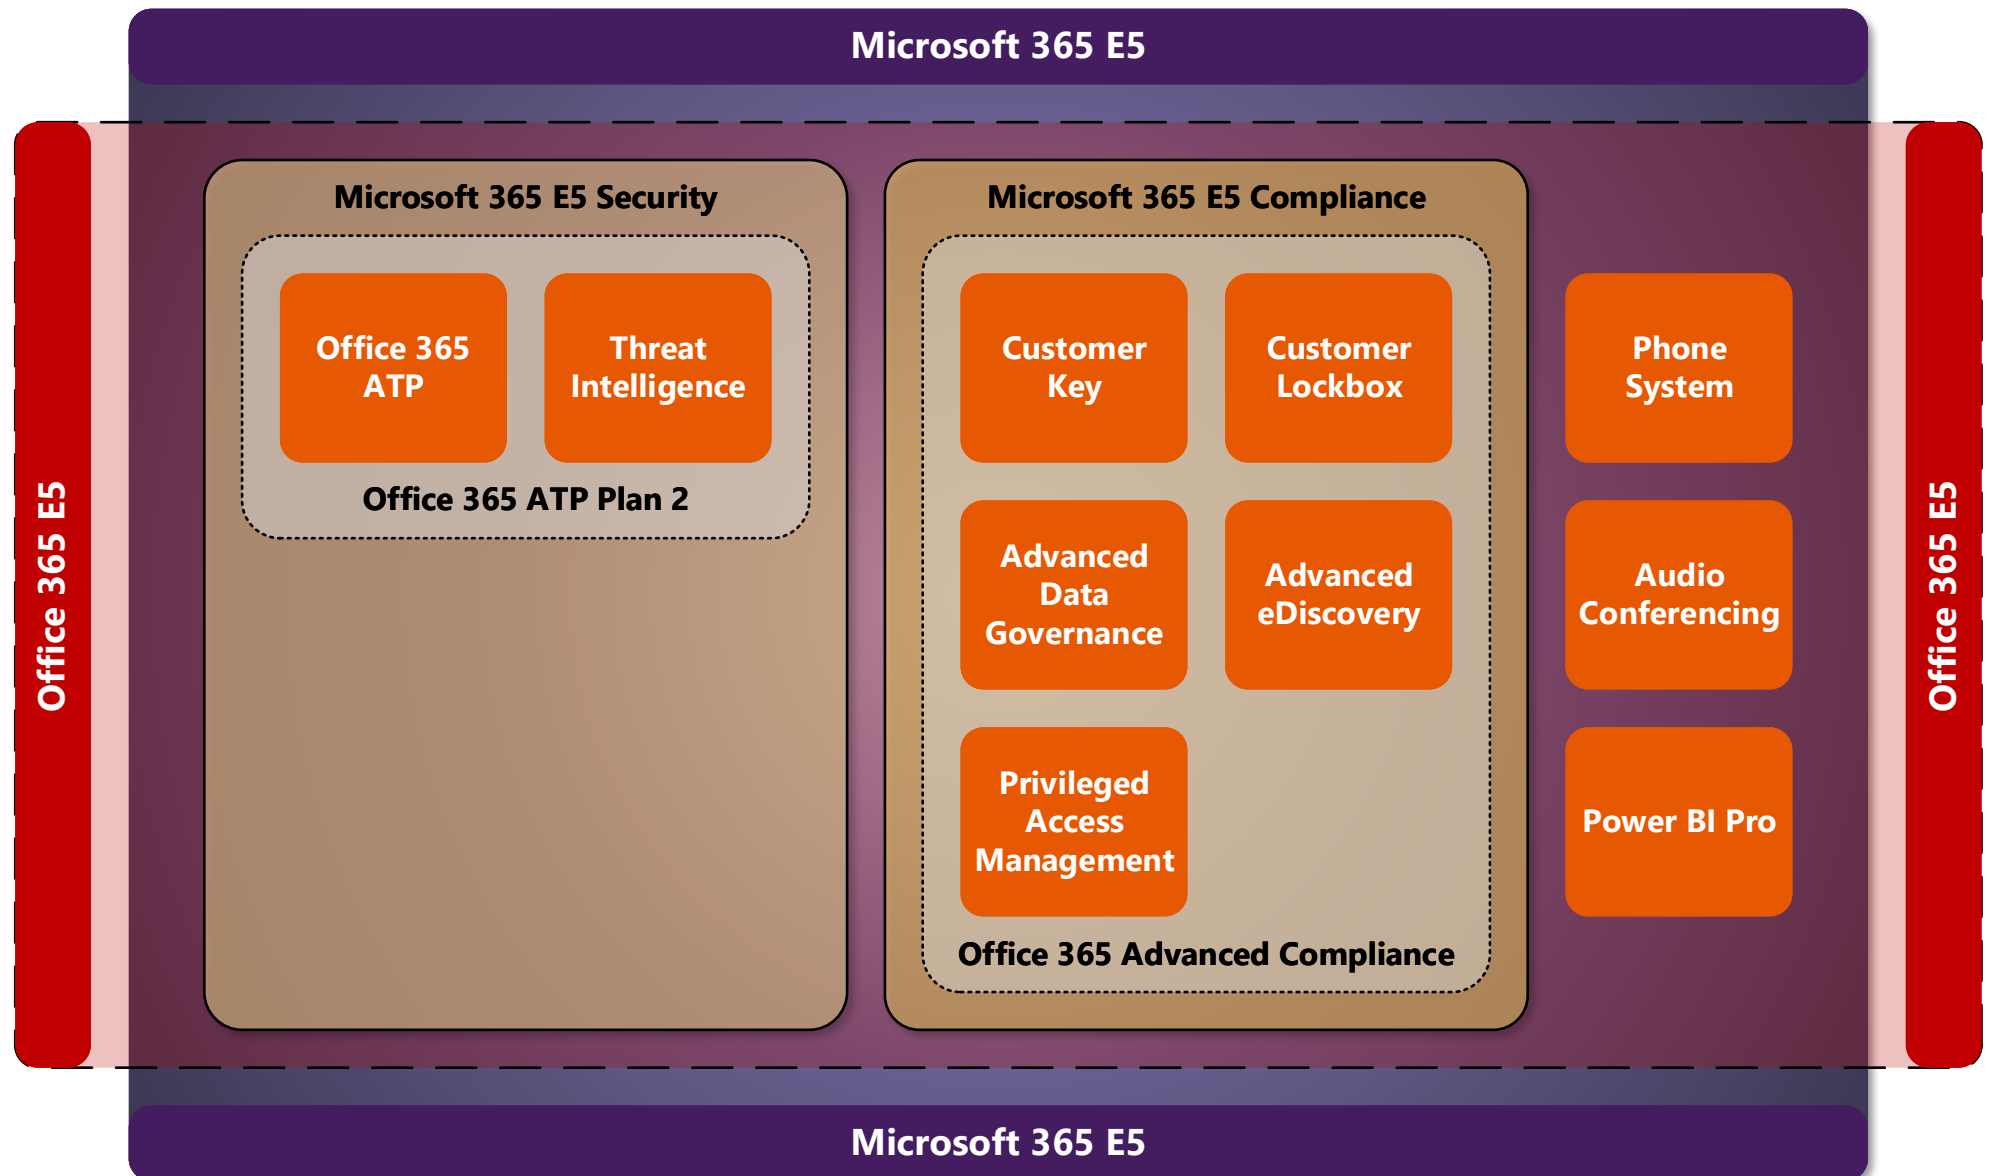 Microsoft 365 E5
Office 365 E5
Microsoft 365 E5 Security
Office 365
ATP
Threat
Intelligence
Office 365 ATP Plan 2
Microsoft 365 E5 Compliance
Customer
Key
Customer
Lockbox
Advanced
Data
Governance
Advanced
eDiscovery
Privileged
Access
Management
Office 365 Advanced Compliance
Phone
System
Audio
Conferencing
Power BI Pro
Office 365 E5
Microsoft 365 E5